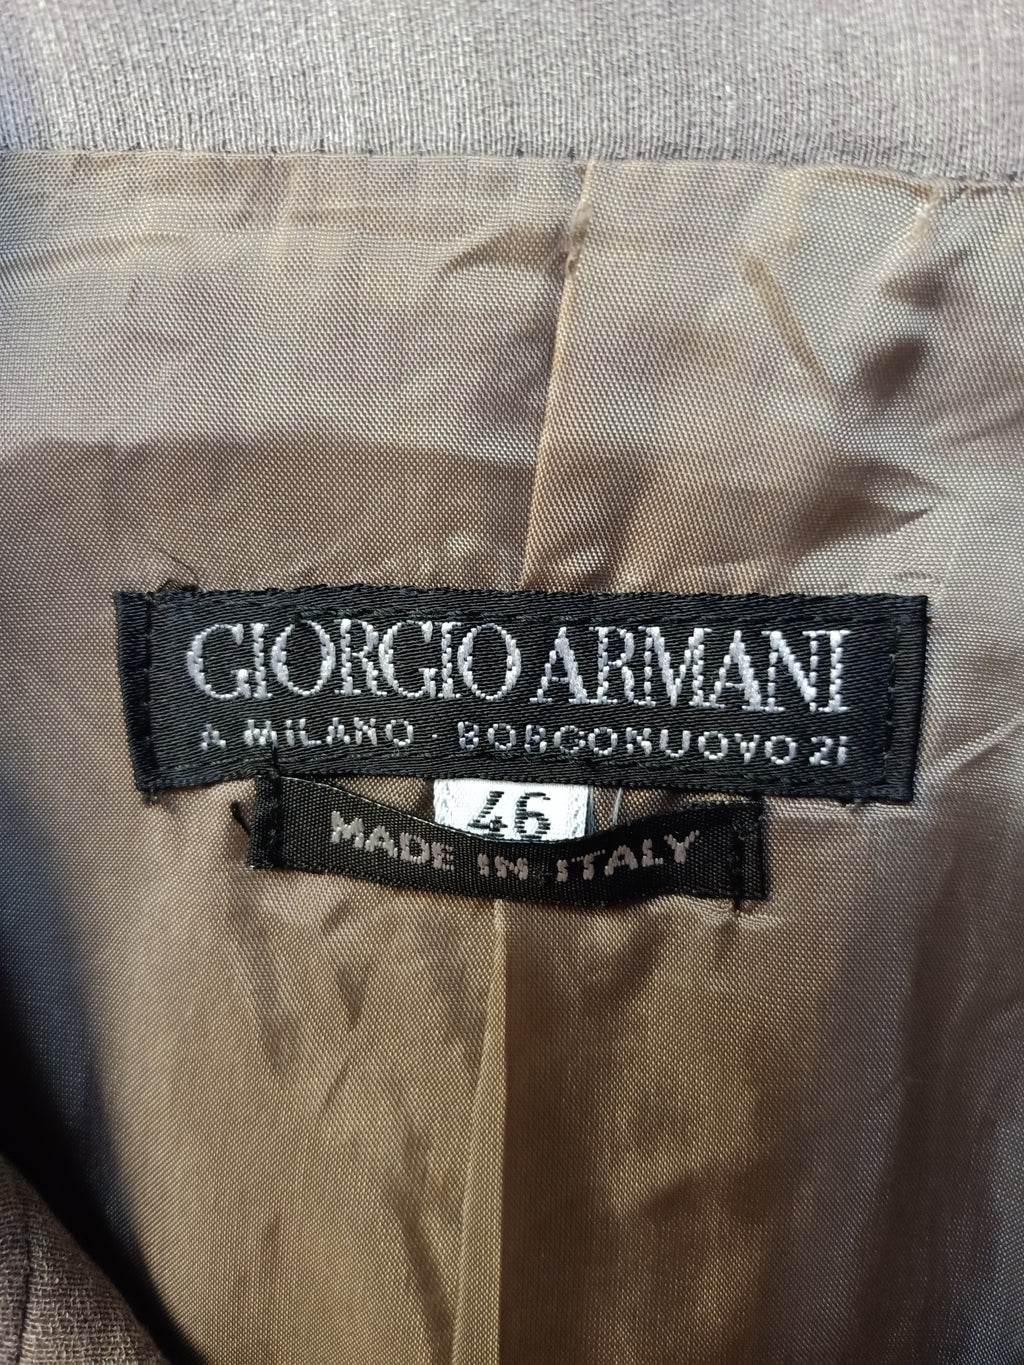 GIORGIO ARMANI
A MILANO · BORGONUOVO 21
46
MADE IN ITALY